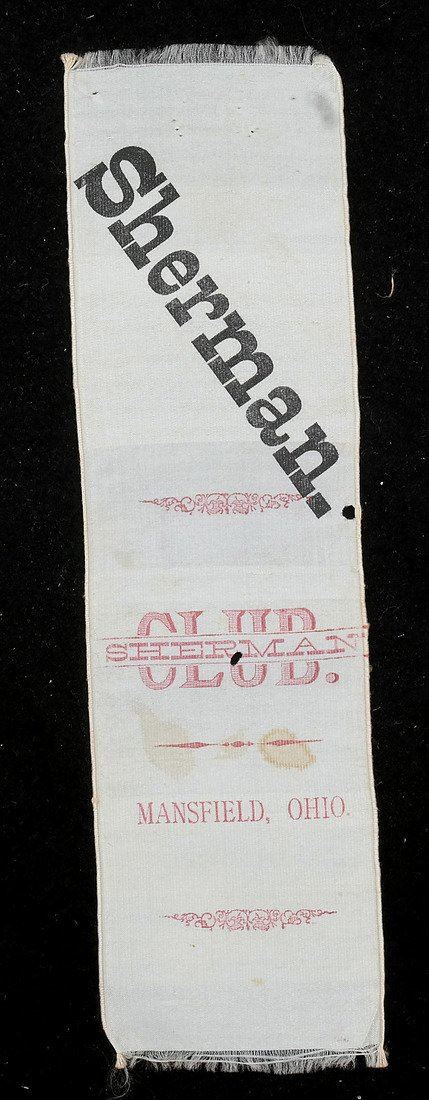 Sherman.
SHERMAN
CLUB.
MANSFIELD, OHIO.